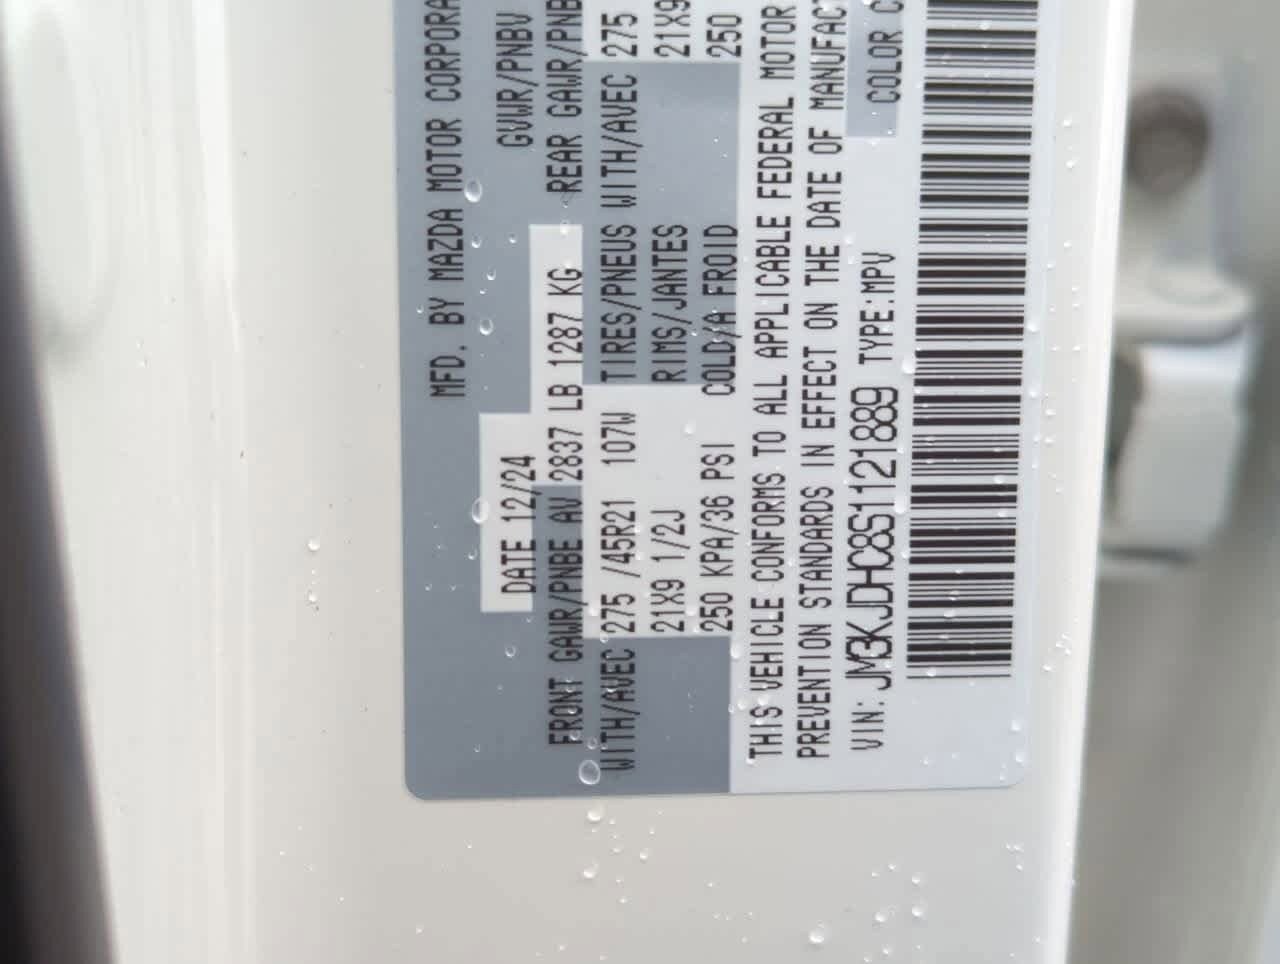 MFD. BY MAZDA MOTOR CORPORA
DATE 12/24 GVWR/PNBV
FRONT GAWR/PNBE AV 2837 LB 1287 KG REAR GAWR/PNB
WITH/AVEC 275 /45R21 107W TIRES/PNEUS WITH/AVEC 275
21X9 1/2J RIMS/JANTES 21X9
250 KPA/36 PSI COLD/A FROID 250
THIS VEHICLE CONFORMS TO ALL APPLICABLE FEDERAL MOTOR
PREVENTION STANDARDS IN EFFECT ON THE DATE OF MANUFACT
VIN: JM3KJDHC8S1121889 TYPE:MPV COLOR C